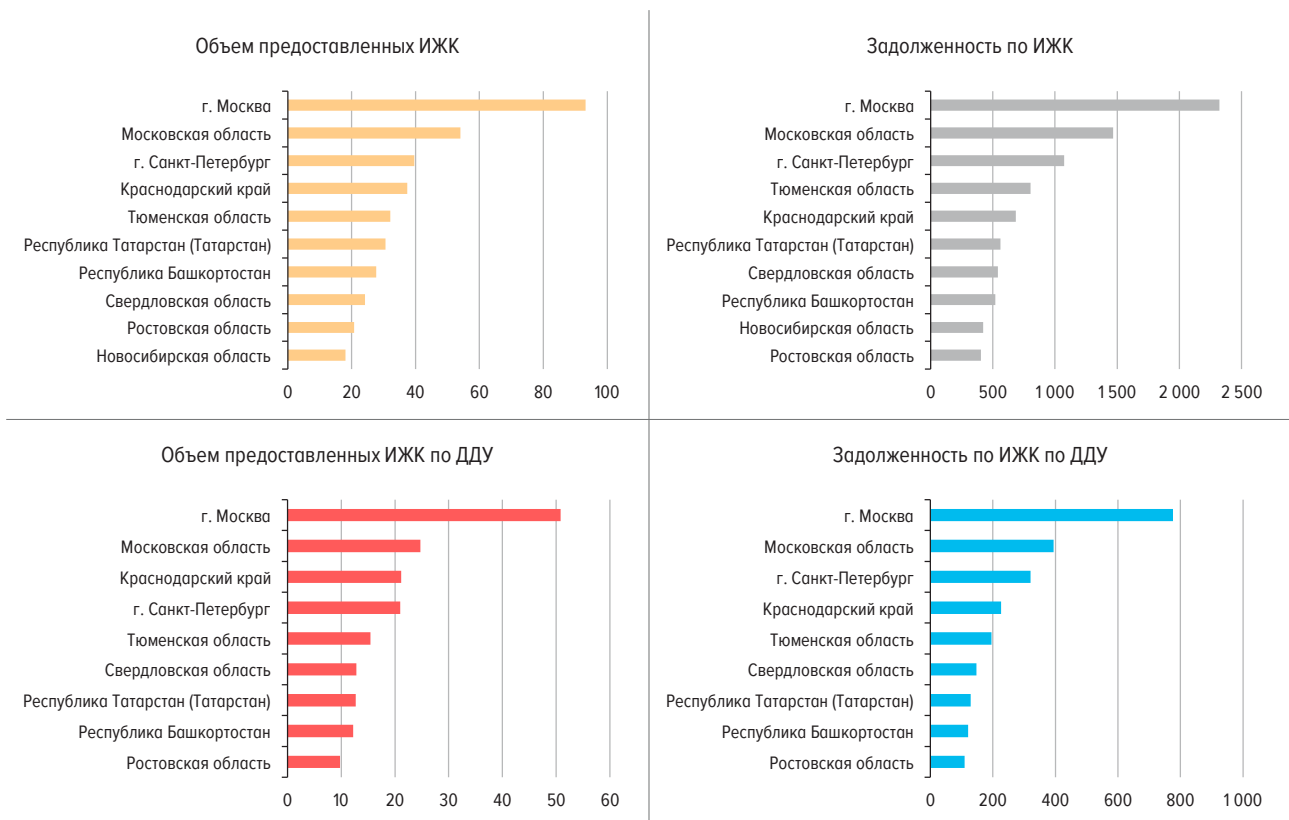 Объем предоставленных ИЖК
г. Москва
Московская область
г. Санкт-Петербург
Краснодарский край
Тюменская область
Республика Татарстан (Татарстан)
Республика Башкортостан
Свердловская область
Ростовская область
Новосибирская область
0 20 40 60 80 100
Задолженность по ИЖК
г. Москва
Московская область
г. Санкт-Петербург
Тюменская область
Краснодарский край
Республика Татарстан (Татарстан)
Свердловская область
Республика Башкортостан
Новосибирская область
Ростовская область
0 500 1 000 1 500 2 000 2 500
Объем предоставленных ИЖК по ДДУ
г. Москва
Московская область
Краснодарский край
г. Санкт-Петербург
Тюменская область
Свердловская область
Республика Татарстан (Татарстан)
Республика Башкортостан
Ростовская область
0 10 20 30 40 50 60
Задолженность по ИЖК по ДДУ
г. Москва
Московская область
г. Санкт-Петербург
Краснодарский край
Тюменская область
Свердловская область
Республика Татарстан (Татарстан)
Республика Башкортостан
Ростовская область
0 200 400 600 800 1 000